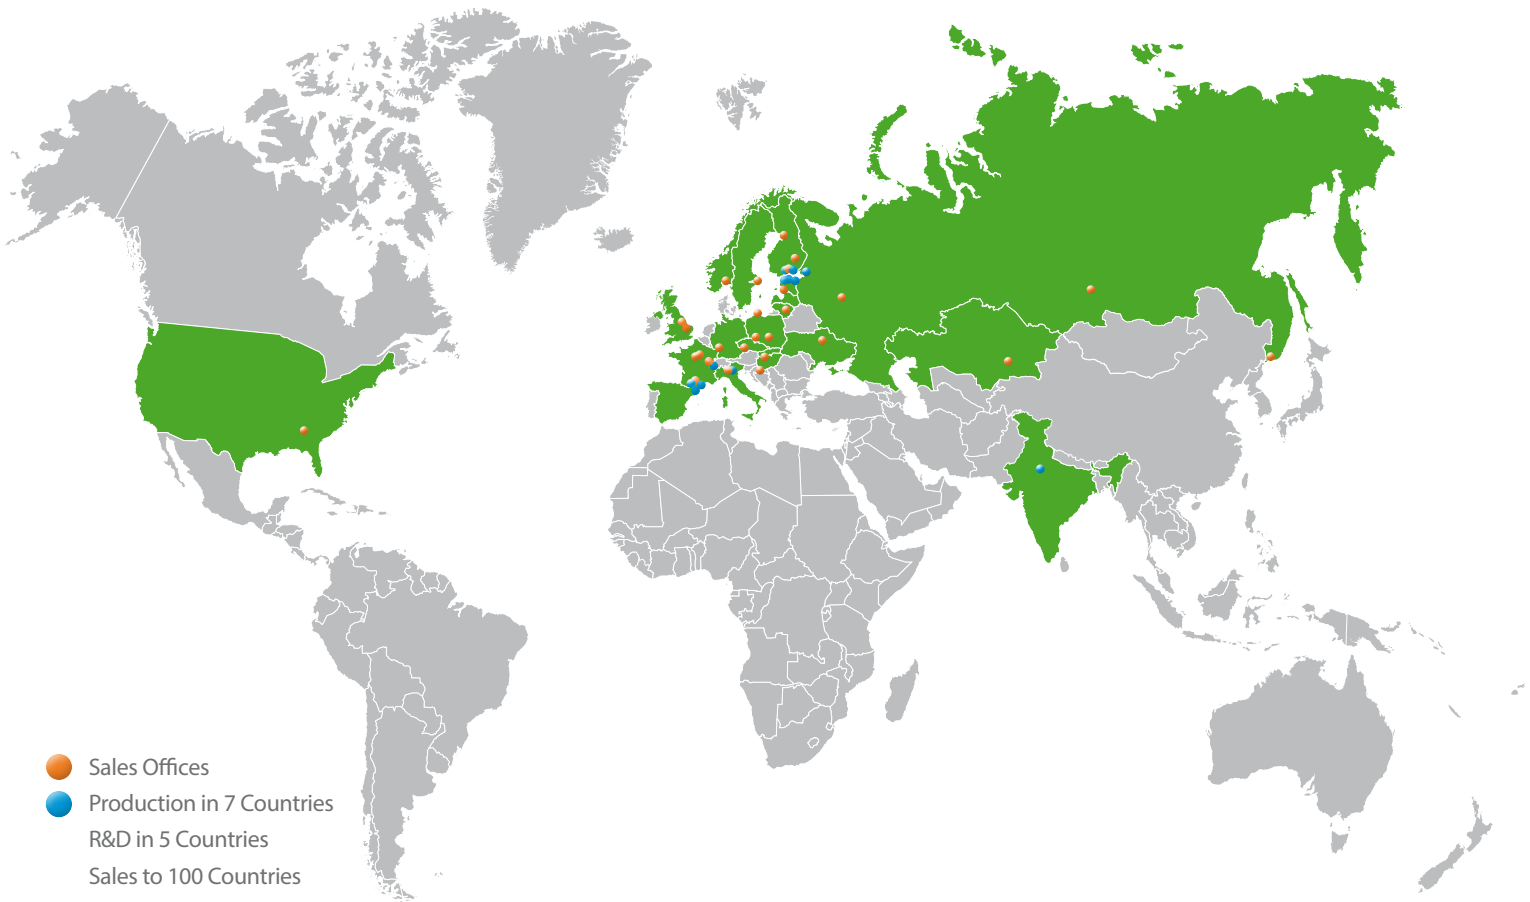 Sales Offices
Production in 7 Countries
R&D in 5 Countries
Sales to 100 Countries